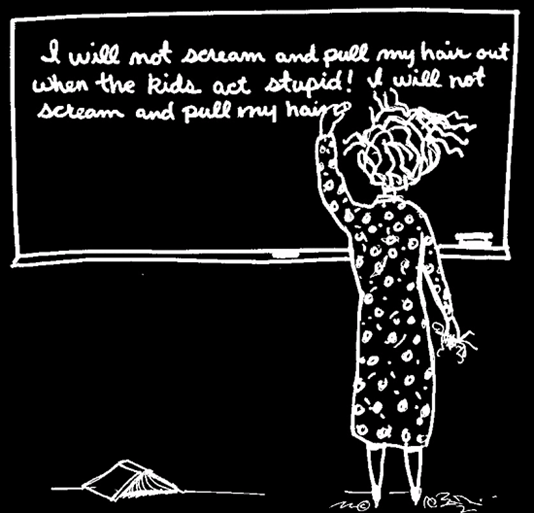 I will not scream and pull my hair out
when the kids act stupid! I will not
scream and pull my hair